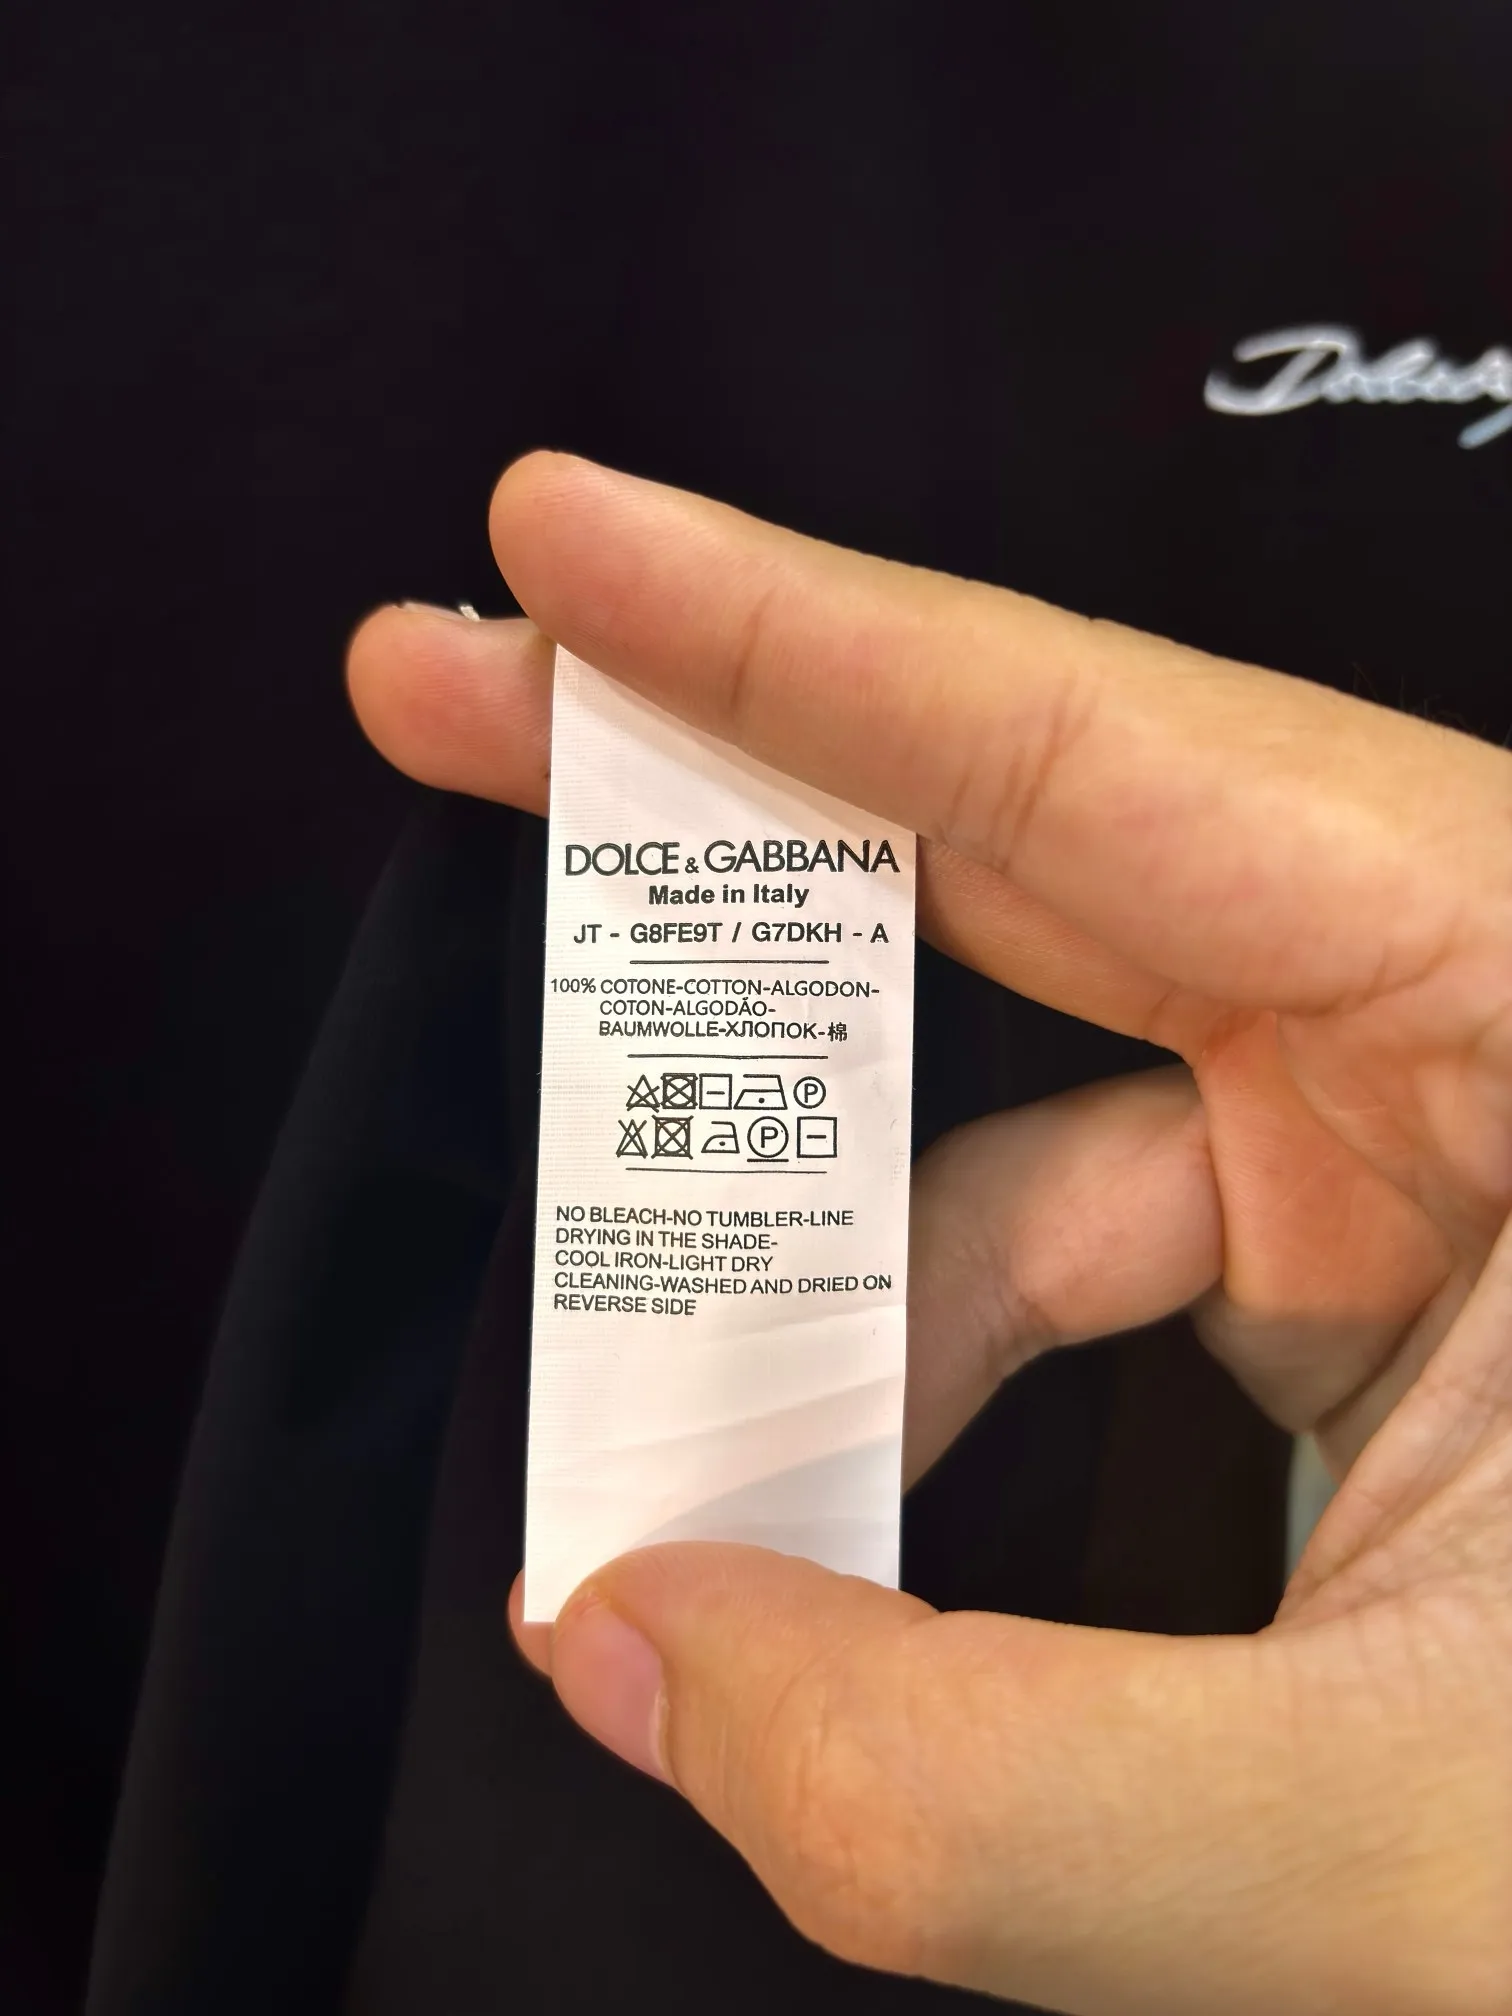 DOLCE & GABBANA
Made in Italy
JT - G8FE9T / G7DKH - A
100% COTONE-COTTON-ALGODON-
COTON-ALGODÃO-
BAUMWOLLE-ХЛОПОК-棉
P
P
NO BLEACH-NO TUMBLER-LINE
DRYING IN THE SHADE-
COOL IRON-LIGHT DRY
CLEANING-WASHED AND DRIED ON
REVERSE SIDE